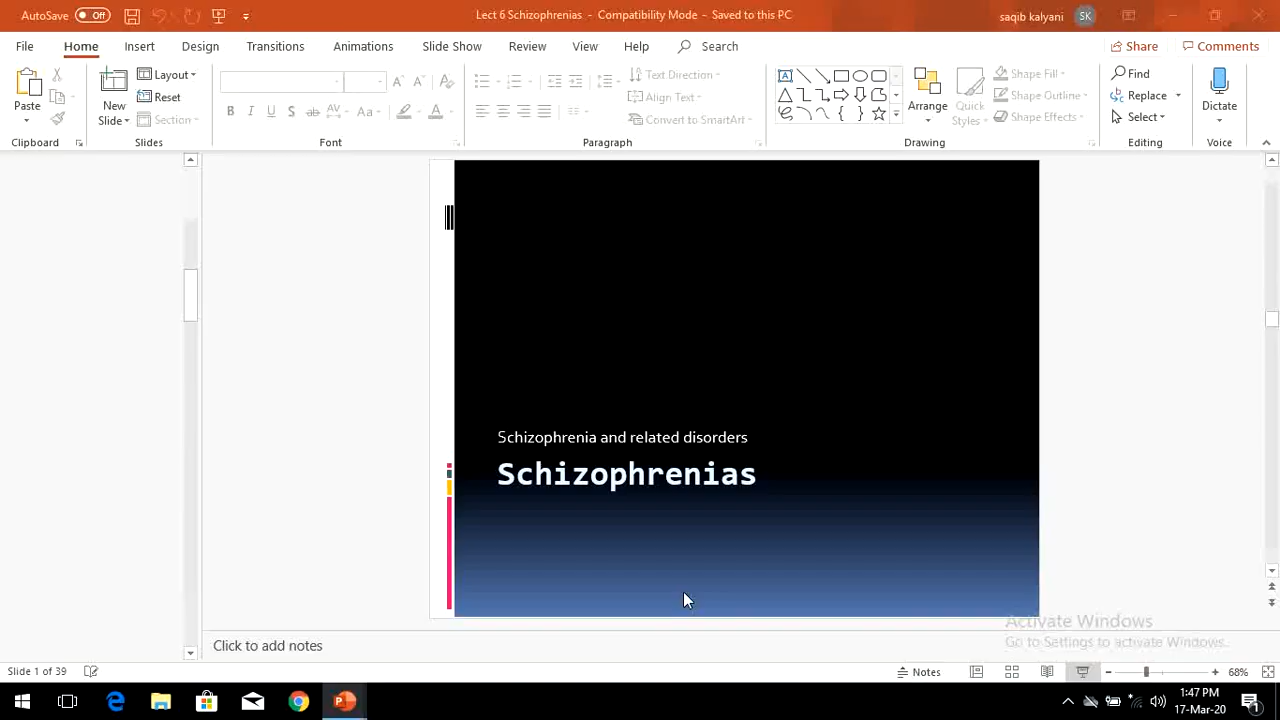 AutoSave Off
Lect 6 Schizophrenias - Compatibility Mode - Saved to this PC
saqib kalyani SK
File Home Insert Design Transitions Animations Slide Show Review View Help Search Share Comments
Paste
Clipboard
New Slide
Layout
Reset
Section
Slides
B I U S ab AV Aa A
Font
Text Direction
Align Text
Convert to SmartArt
Paragraph
Arrange
Quick Styles
Shape Fill
Shape Outline
Shape Effects
Drawing
Find
Replace
Select
Editing
Dictate
Voice
Schizophrenia and related disorders
Schizophrenias
Activate Windows
Go to Settings to activate Windows.
Click to add notes
Slide 1 of 39
Notes
68%
1:47 PM
17-Mar-20
1